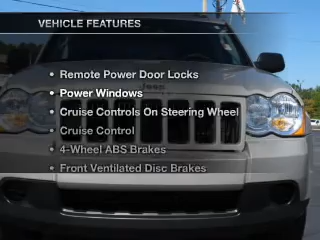 VEHICLE FEATURES
• Remote Power Door Locks
• Power Windows
• Cruise Controls On Steering Wheel
• Cruise Control
• 4-Wheel ABS Brakes
• Front Ventilated Disc Brakes
Jeep